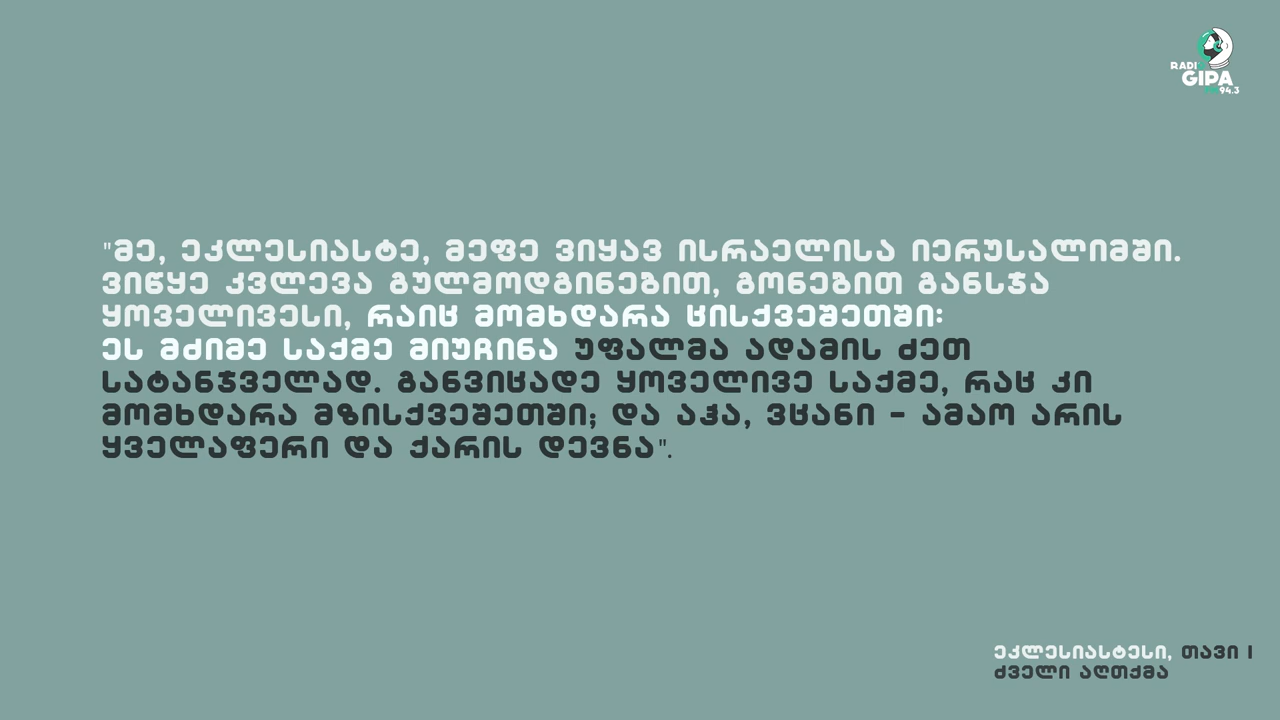 RADIO
GIPA
FM 94.3
"მე, ეკლესიასტე, მეფე ვიყავ ისრაელისა იერუსალიმში.
ვიწყე კვლევა გულმოდგინებით, გონებით განსჯა
ყოველივესი, რაიც მომხდარა ცისქვეშეთში:
ეს მძიმე საქმე მიუჩინა უფალმა ადამის ძეთ
სატანჯველად. განვიცადე ყოველივე საქმე, რაც კი
მომხდარა მზისქვეშეთში; და აჰა, ვცანი - ამაო არის
ყველაფერი და ქარის დევნა".
ეკლესიასტესი, თავი I
ძველი აღთქმა